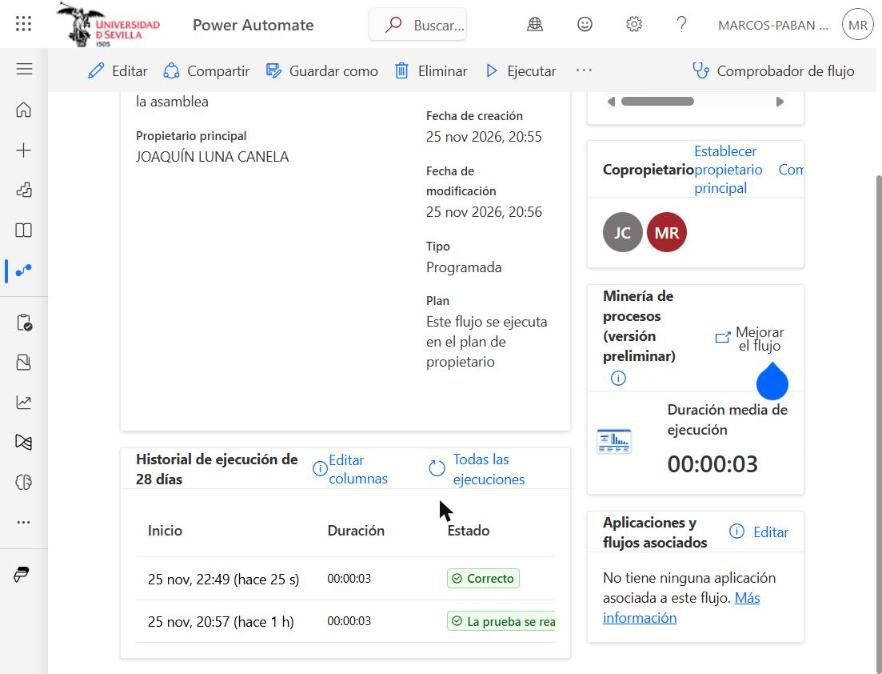 UNIVERSIDAD
D SEVILLA
1505
Power Automate
Buscar...
MARCOS-PABAN ...
MR
Editar
Compartir
Guardar como
Eliminar
Ejecutar
...
Comprobador de flujo
la asamblea
Propietario principal
JOAQUÍN LUNA CANELA
Fecha de creación
25 nov 2026, 20:55
Fecha de
modificación
25 nov 2026, 20:56
Tipo
Programada
Plan
Este flujo se ejecuta
en el plan de
propietario
Copropietario
Establecer
propietario
principal
Com
JC
MR
Minería de
procesos
(versión
preliminar)
Mejorar
el flujo
Duración media de
ejecución
00:00:03
Historial de ejecución de
28 días
Editar
columnas
Todas las
ejecuciones
Inicio Duración Estado
25 nov, 22:49 (hace 25 s) 00:00:03 Correcto
25 nov, 20:57 (hace 1 h) 00:00:03 La prueba se rea
Aplicaciones y
flujos asociados
Editar
No tiene ninguna aplicación
asociada a este flujo. Más
información